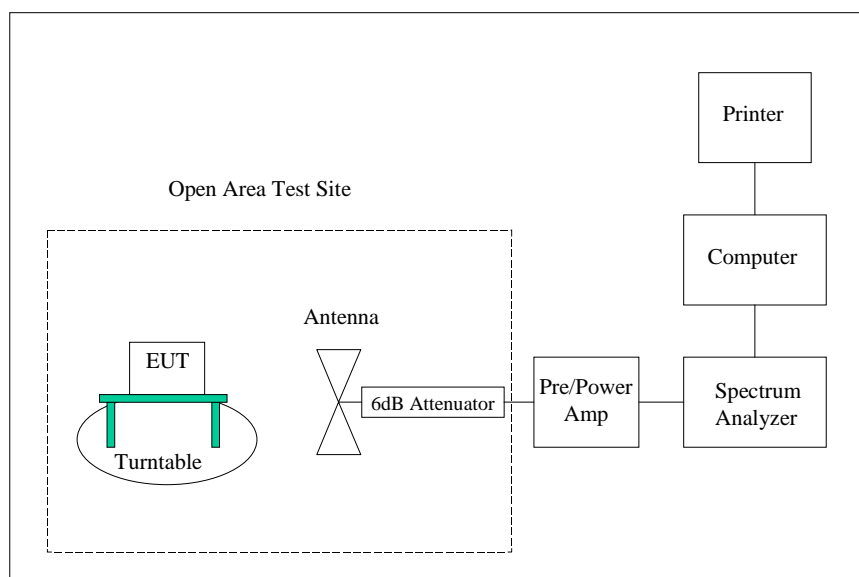 Printer
Open Area Test Site
Computer
Antenna
EUT
6dB Attenuator
Pre/Power
Amp
Spectrum
Analyzer
Turntable